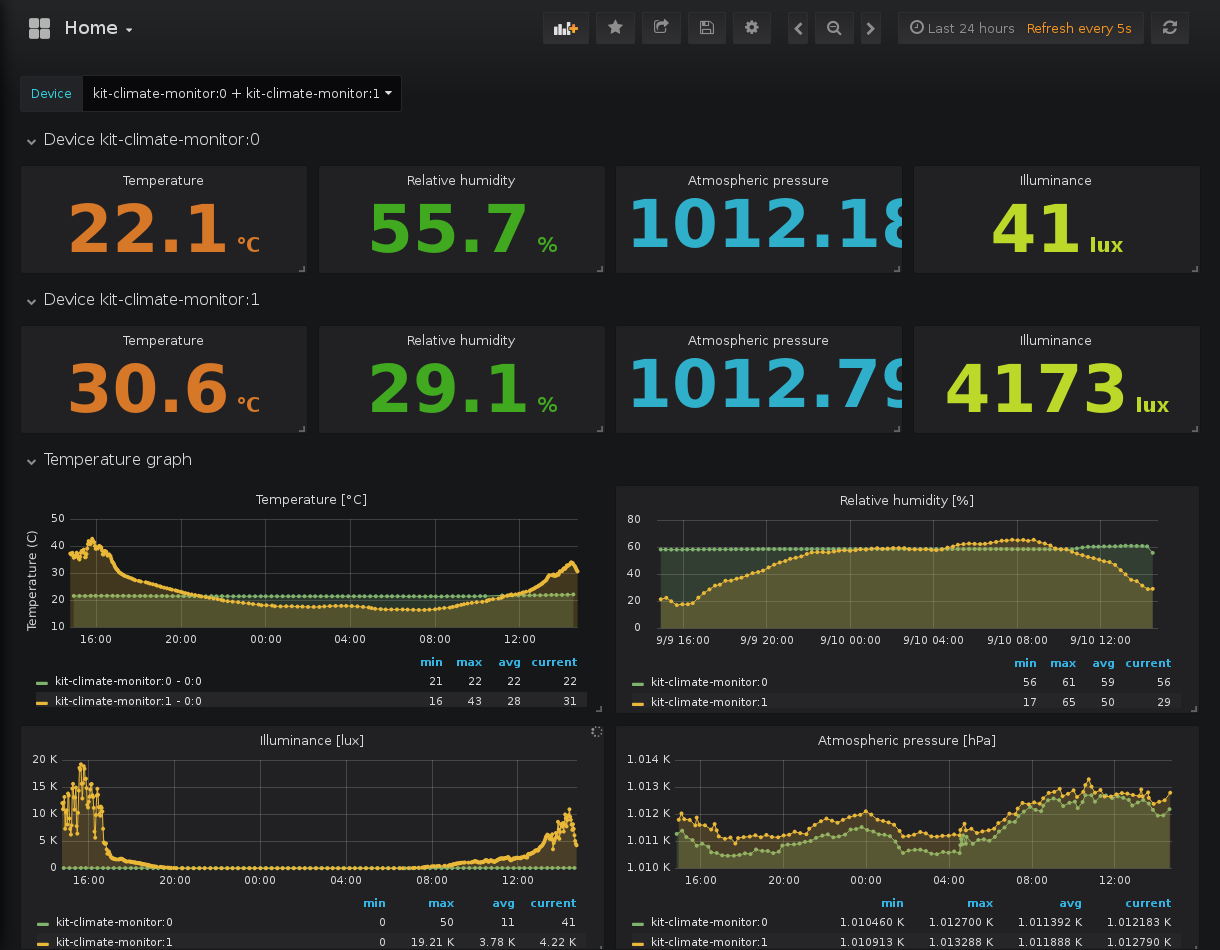 Home
Last 24 hours Refresh every 5s
Device kit-climate-monitor:0 + kit-climate-monitor:1
Device kit-climate-monitor:0
Temperature Relative humidity Atmospheric pressure Illuminance
22.1 °C 55.7 % 1012.18 41 lux
Device kit-climate-monitor:1
Temperature Relative humidity Atmospheric pressure Illuminance
30.6 °C 29.1 % 1012.79 4173 lux
Temperature graph
Temperature [°C]
Temperature (C)
50
40
30
20
10
16:00 20:00 00:00 04:00 08:00 12:00
min max avg current
kit-climate-monitor:0 - 0:0 21 22 22 22
kit-climate-monitor:1 - 0:0 16 43 28 31
Relative humidity [%]
80
60
40
20
0
9/9 16:00 9/9 20:00 9/10 00:00 9/10 04:00 9/10 08:00 9/10 12:00
min max avg current
kit-climate-monitor:0 56 61 59 56
kit-climate-monitor:1 17 65 50 29
Illuminance [lux]
20 K
15 K
10 K
5 K
0
16:00 20:00 00:00 04:00 08:00 12:00
min max avg current
kit-climate-monitor:0 0 50 11 41
kit-climate-monitor:1 0 19.21 K 3.78 K 4.22 K
Atmospheric pressure [hPa]
1.014 K
1.013 K
1.012 K
1.011 K
1.010 K
16:00 20:00 00:00 04:00 08:00 12:00
min max avg current
kit-climate-monitor:0 1.010460 K 1.012700 K 1.011392 K 1.012183 K
kit-climate-monitor:1 1.010913 K 1.013288 K 1.011888 K 1.012790 K